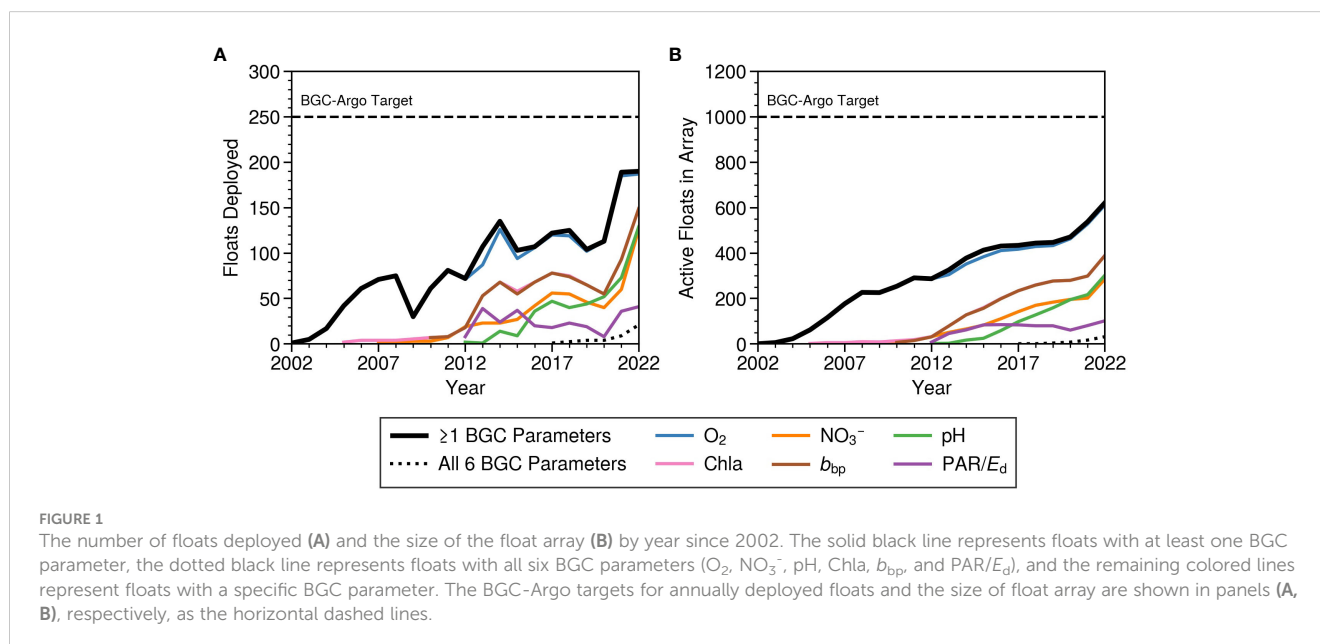 A
B
300
250
200
150
100
50
0
Floats Deployed
BGC-Argo Target
2002 2007 2012 2017 2022
Year
1200
1000
800
600
400
200
0
Active Floats in Array
BGC-Argo Target
2002 2007 2012 2017 2022
Year
≥1 BGC Parameters O₂ NO₃⁻ pH
All 6 BGC Parameters Chla bbp PAR/Ed
FIGURE 1
The number of floats deployed (A) and the size of the float array (B) by year since 2002. The solid black line represents floats with at least one BGC
parameter, the dotted black line represents floats with all six BGC parameters (O₂, NO₃⁻, pH, Chla, bbp, and PAR/Ed), and the remaining colored lines
represent floats with a specific BGC parameter. The BGC-Argo targets for annually deployed floats and the size of float array are shown in panels (A,
B), respectively, as the horizontal dashed lines.